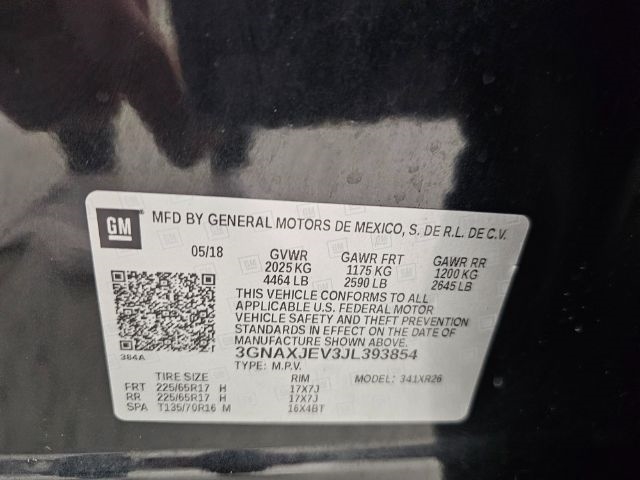 GM MFD BY GENERAL MOTORS DE MEXICO, S. DE R.L. DE C.V.
05/18 GVWR GAWR FRT GAWR RR
2025 KG 1175 KG 1200 KG
4464 LB 2590 LB 2645 LB
THIS VEHICLE CONFORMS TO ALL
APPLICABLE U.S. FEDERAL MOTOR
VEHICLE SAFETY AND THEFT PREVENTION
STANDARDS IN EFFECT ON THE DATE OF
MANUFACTURE SHOWN ABOVE.
384A 3GNAXJEV3JL393854
TYPE: M.P.V.
TIRE SIZE RIM MODEL: 341XR26
FRT 225/65R17 H 17X7J
RR 225/65R17 H 17X7J
SPA T135/70R16 M 16X4BT